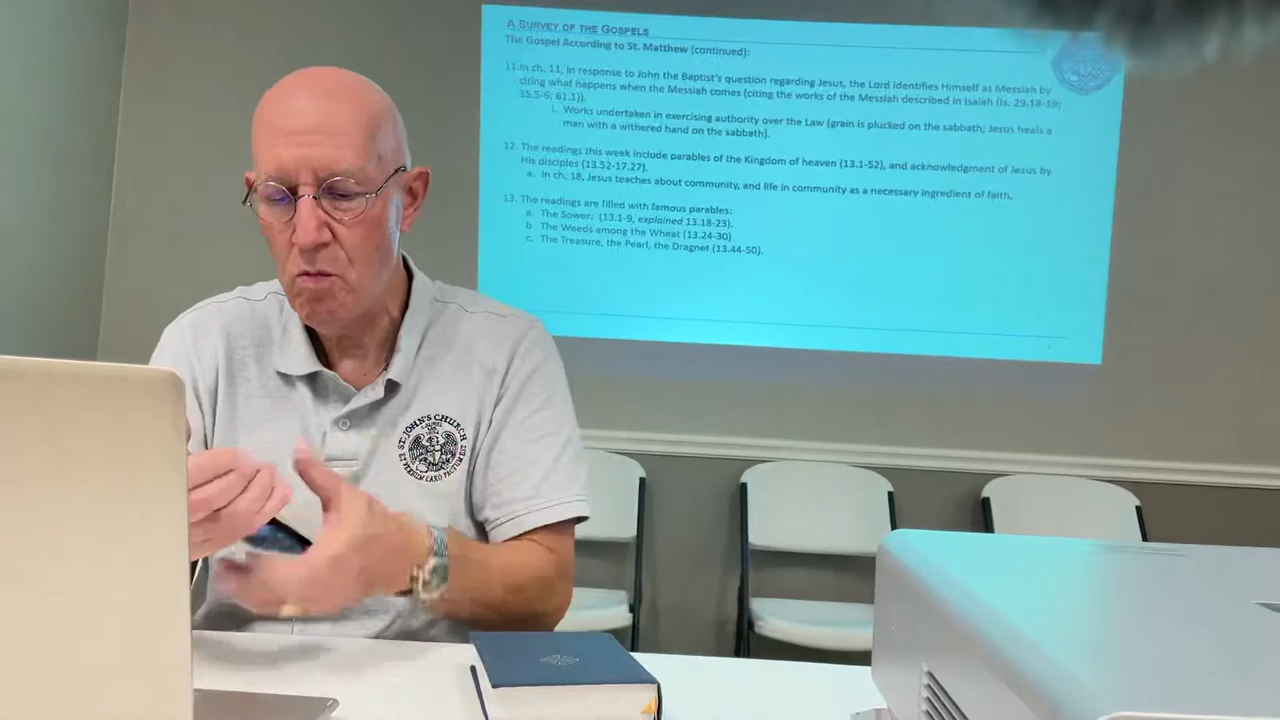 A SURVEY OF THE GOSPELS
The Gospel According to St. Matthew (continued):
11.In ch. 11, in response to John the Baptist's question regarding Jesus, the Lord identifies Himself as Messiah by
citing what happens when the Messiah comes (citing the works of the Messiah described in Isaiah (Is. 29.18-19;
35.5-6; 61.1)).
i. Works undertaken in exercising authority over the Law (grain is plucked on the sabbath; Jesus heals a
man with a withered hand on the sabbath).
12. The readings this week include parables of the Kingdom of heaven (13.1-52), and acknowledgment of Jesus by
His disciples (13.52-17.27).
a. In ch, 18, Jesus teaches about community, and life in community as a necessary ingredient of faith.
13. The readings are filled with famous parables:
a. The Sower; (13.1-9, explained 13.18-23).
b The Weeds among the Wheat (13.24-30)
c. The Treasure, the Pearl, the Dragnet (13.44-50).
ST. JOHN'S CHURCH
LAUREL
ET VERBUM CARO FACTUM EST